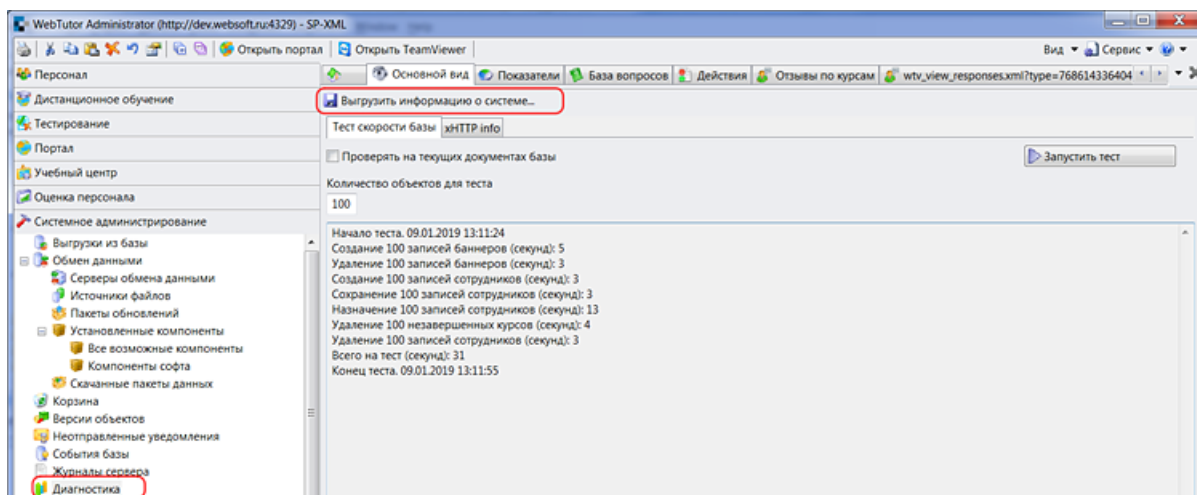 WebTutor Administrator (http://dev.websoft.ru:4329) - SP-XML
Открыть портал
Открыть TeamViewer
Вид
Сервис
Персонал
Дистанционное обучение
Тестирование
Портал
Учебный центр
Оценка персонала
Системное администрирование
Выгрузки из базы
Обмен данными
Серверы обмена данными
Источники файлов
Пакеты обновлений
Установленные компоненты
Все возможные компоненты
Компоненты софта
Скачанные пакеты данных
Корзина
Версии объектов
Неотправленные уведомления
События базы
Журналы сервера
Диагностика
Основной вид
Показатели
База вопросов
Действия
Отзывы по курсам
wtv_view_responses.xml?type=768614336404
Выгрузить информацию о системе...
Тест скорости базы
xHTTP info
Проверять на текущих документах базы
Запустить тест
Количество объектов для теста
100
Начало теста. 09.01.2019 13:11:24
Создание 100 записей баннеров (секунд): 5
Удаление 100 записей баннеров (секунд): 3
Создание 100 записей сотрудников (секунд): 3
Сохранение 100 записей сотрудников (секунд): 3
Назначение 100 записей сотрудников (секунд): 13
Удаление 100 незавершенных курсов (секунд): 4
Удаление 100 записей сотрудников (секунд): 3
Всего на тест (секунд): 31
Конец теста. 09.01.2019 13:11:55